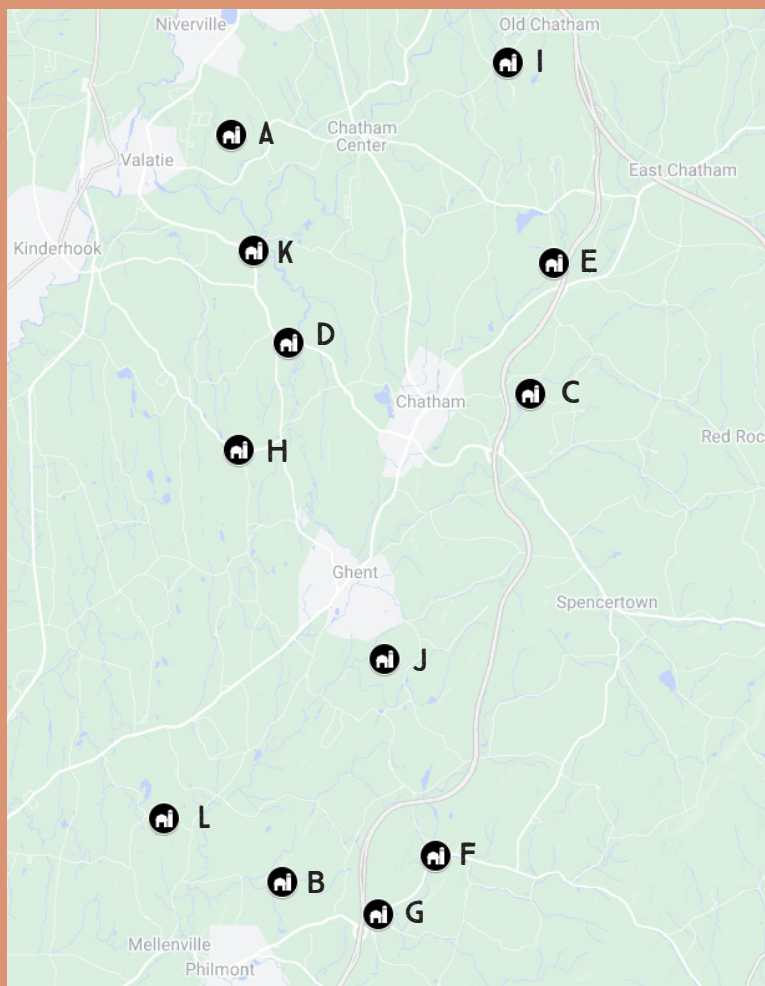 Niverville
Old Chatham
I
A
Chatham
Center
Valatie
East Chatham
Kinderhook
K
E
D
C
Chatham
Red Roc
H
Ghent
Spencertown
J
L
F
B
G
Mellenville
Philmont